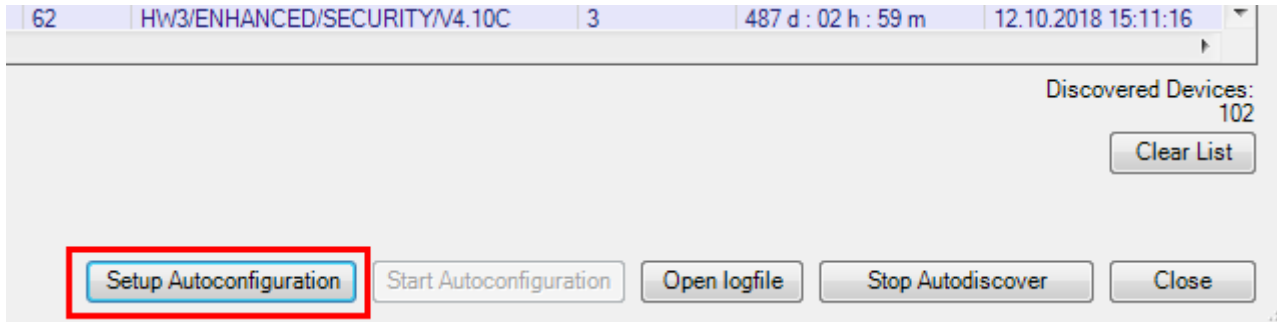 62 HW3/ENHANCED/SECURITY/V4.10C 3 487 d : 02 h : 59 m 12.10.2018 15:11:16
Discovered Devices:
102
Clear List
Setup Autoconfiguration Start Autoconfiguration Open logfile Stop Autodiscover Close